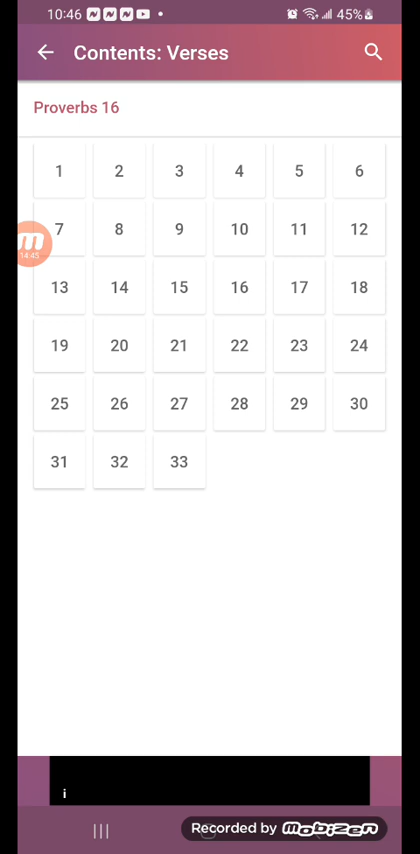 10:46 45%
Contents: Verses
Proverbs 16
1 2 3 4 5 6
7 8 9 10 11 12
14:45
13 14 15 16 17 18
19 20 21 22 23 24
25 26 27 28 29 30
31 32 33
i
Recorded by mobizen